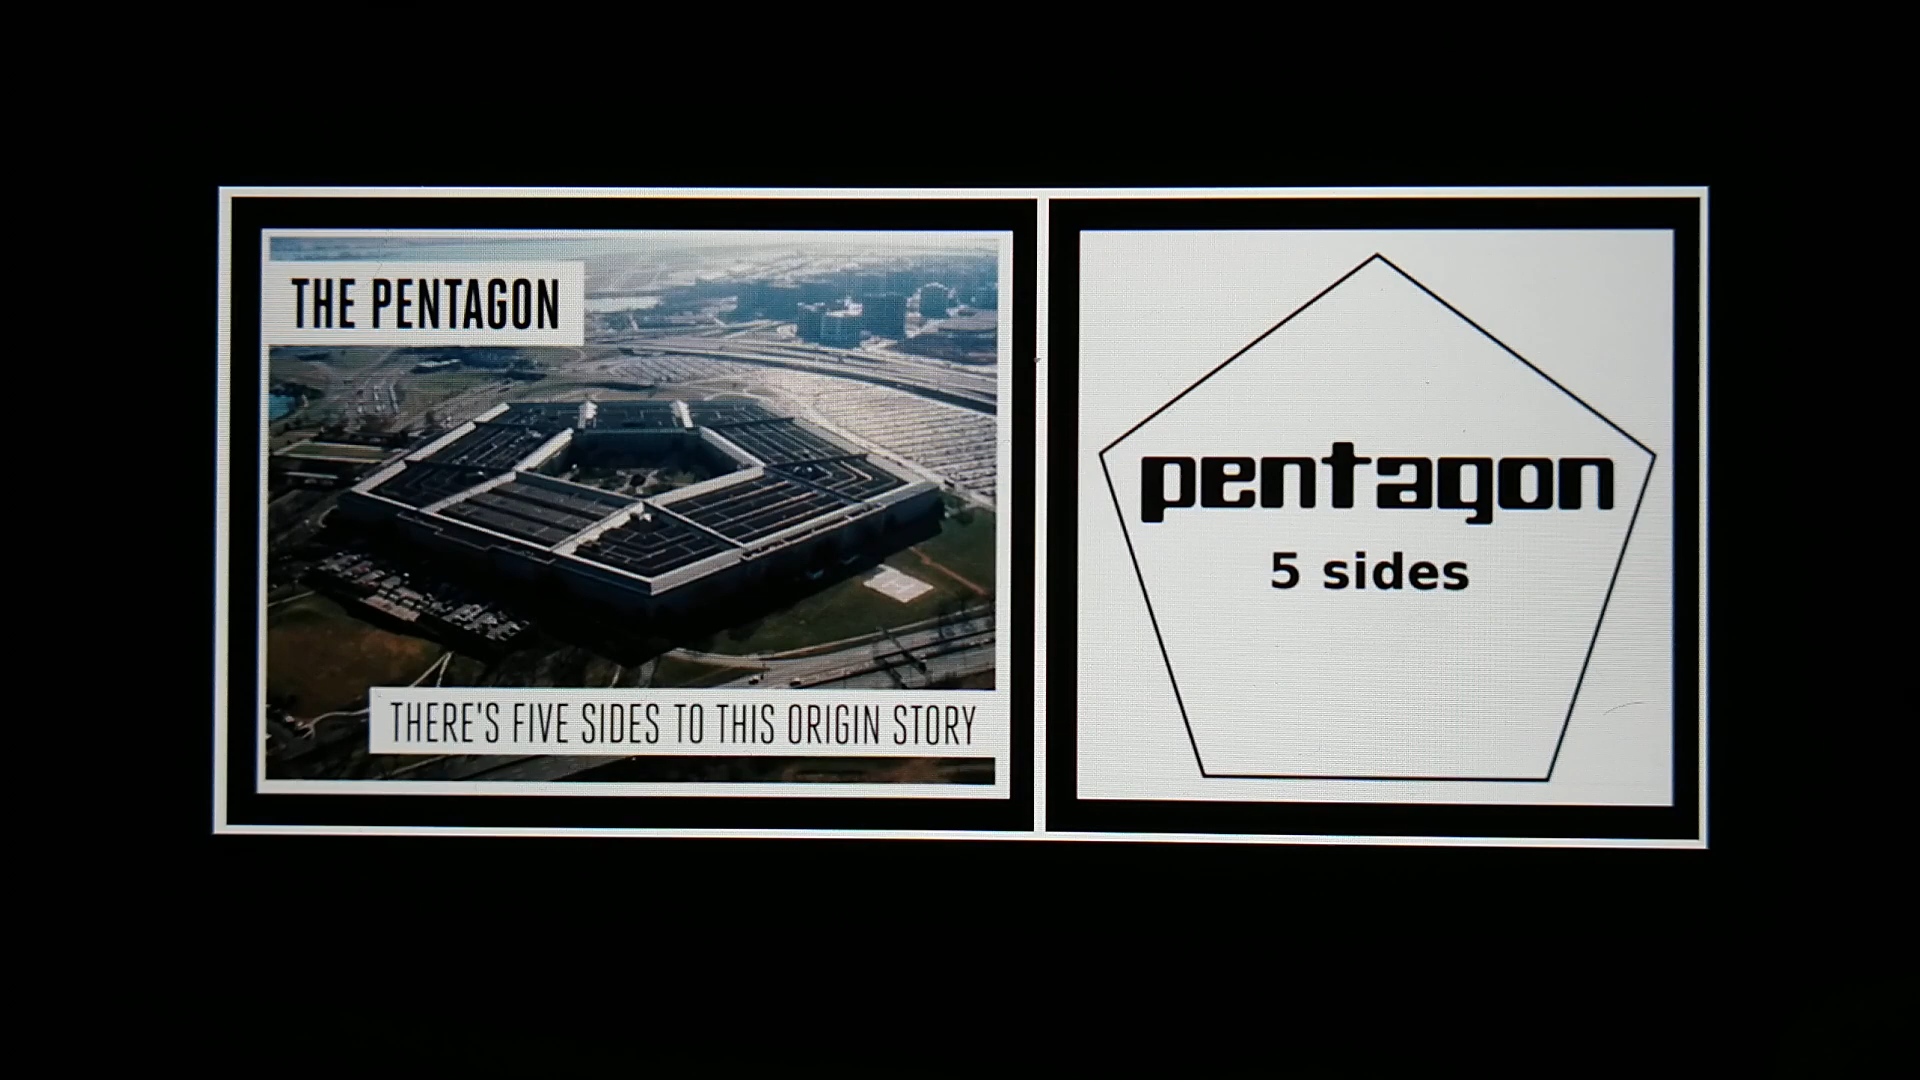 THE PENTAGON
THERE'S FIVE SIDES TO THIS ORIGIN STORY
pentagon
5 sides